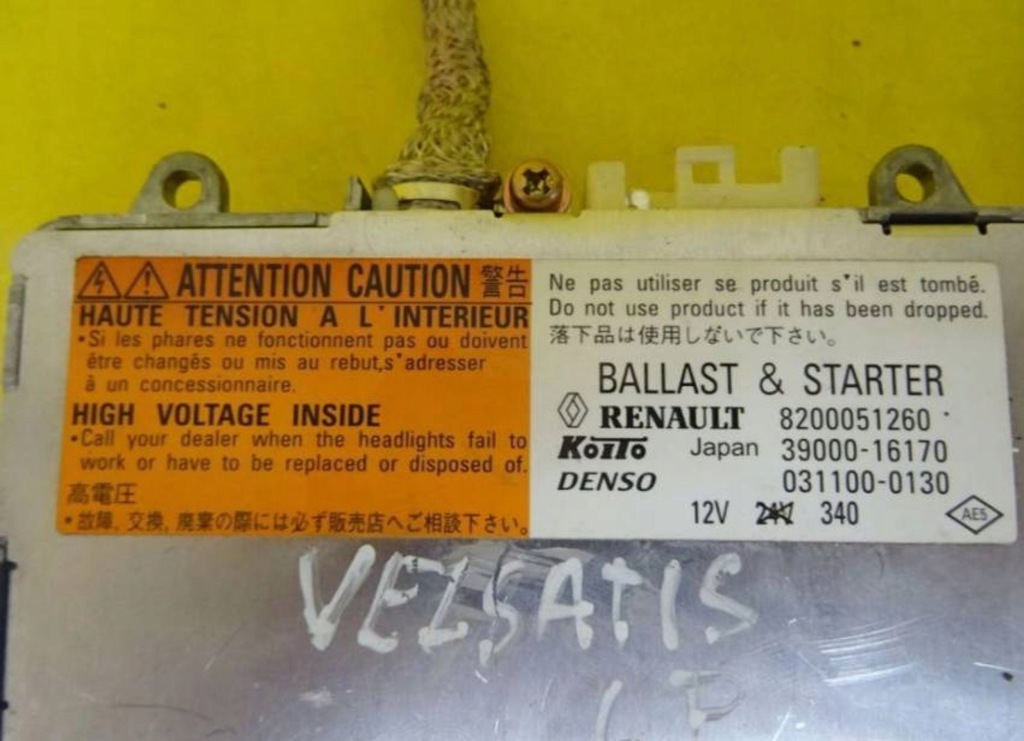 ATTENTION CAUTION 警告
HAUTE TENSION A L'INTERIEUR
•Si les phares ne fonctionnent pas ou doivent
être changés ou mis au rebut,s'adresser
à un concessionnaire.
HIGH VOLTAGE INSIDE
•Call your dealer when the headlights fail to
work or have to be replaced or disposed of.
高電圧
•故障,交換,廃棄の際には必ず販売店へご相談下さい。
Ne pas utiliser se produit s'il est tombé.
Do not use product if it has been dropped.
落下品は使用しないで下さい。
BALLAST & STARTER
RENAULT 8200051260
KOITO Japan 39000-16170
DENSO 031100-0130
12V 24V 340
AES
VELSATIS